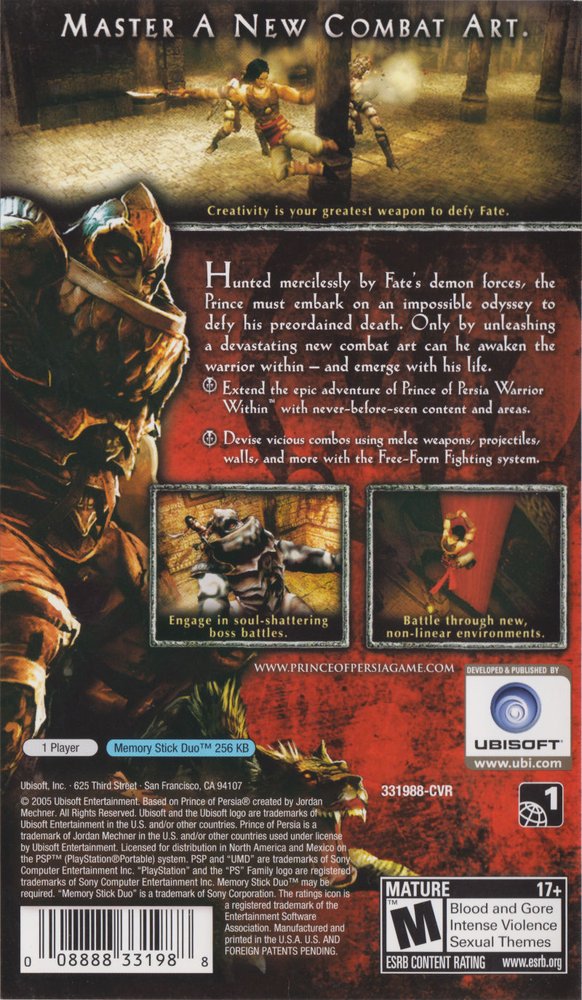 Master A New Combat Art.
Creativity is your greatest weapon to defy Fate.
Hunted mercilessly by Fate's demon forces, the
Prince must embark on an impossible odyssey to
defy his preordained death. Only by unleashing
a devastating new combat art can he awaken the
warrior within – and emerge with his life.
Extend the epic adventure of Prince of Persia Warrior
Within™ with never-before-seen content and areas.
Devise vicious combos using melee weapons, projectiles,
walls, and more with the Free-Form Fighting system.
Engage in soul-shattering
boss battles.
Battle through new,
non-linear environments.
WWW.PRINCEOFPERSIAGAME.COM
DEVELOPED & PUBLISHED BY
UBISOFT®
www.ubi.com
1 Player
Memory Stick Duo™ 256 KB
Ubisoft, Inc. · 625 Third Street · San Francisco, CA 94107
331988-CVR
1
© 2005 Ubisoft Entertainment. Based on Prince of Persia® created by Jordan
Mechner. All Rights Reserved. Ubisoft and the Ubisoft logo are trademarks of
Ubisoft Entertainment in the U.S. and/or other countries. Prince of Persia is a
trademark of Jordan Mechner in the U.S. and/or other countries used under license
by Ubisoft Entertainment. Licensed for distribution in North America and Mexico on
the PSP™ (PlayStation®Portable) system. PSP and "UMD" are trademarks of Sony
Computer Entertainment Inc. "PlayStation" and the "PS" Family logo are registered
trademarks of Sony Computer Entertainment Inc. Memory Stick Duo™ may be
required. "Memory Stick Duo" is a trademark of Sony Corporation. The ratings icon is
a registered trademark of the
Entertainment Software
Association. Manufactured and
printed in the U.S.A. U.S. AND
FOREIGN PATENTS PENDING.
0 08888 33198 8
MATURE 17+
M™
Blood and Gore
Intense Violence
Sexual Themes
ESRB CONTENT RATING www.esrb.org